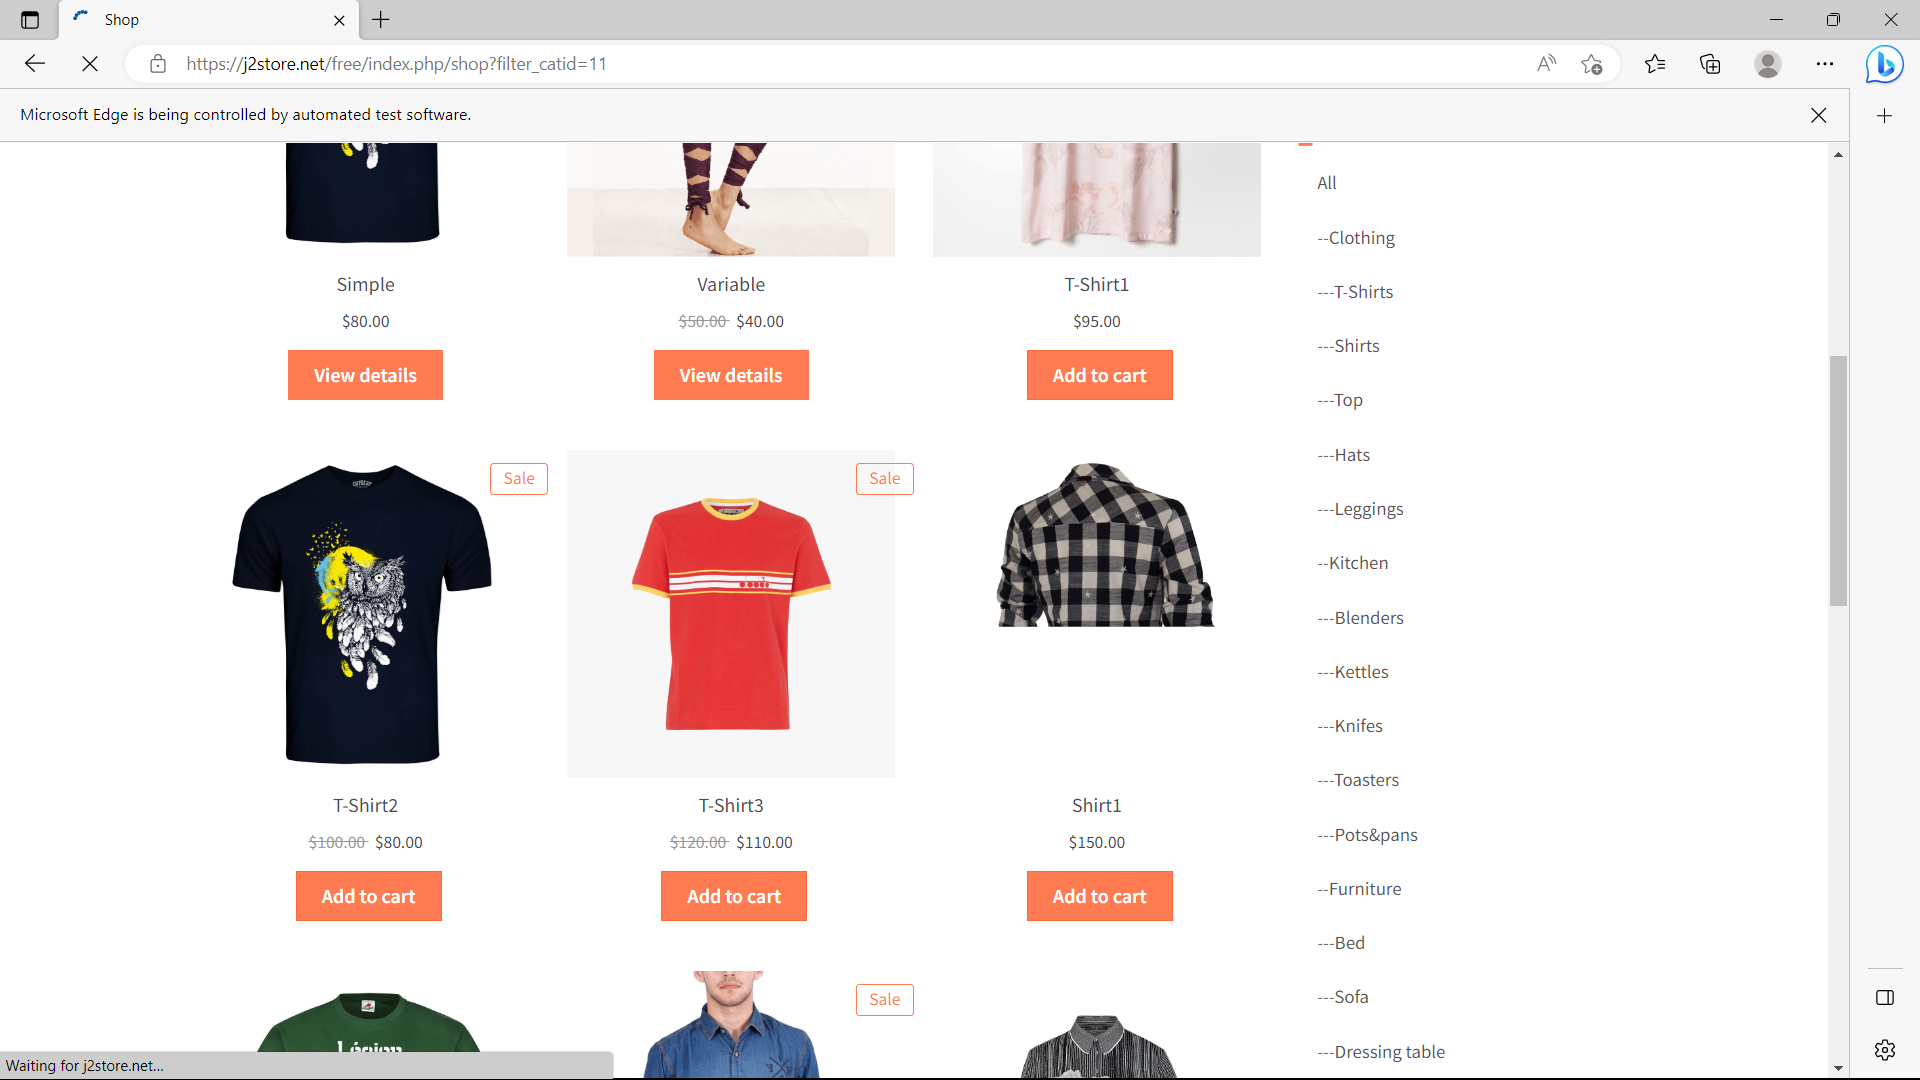 Shop
https://j2store.net/free/index.php/shop?filter_catid=11
Microsoft Edge is being controlled by automated test software.
Simple
$80.00
View details
Variable
$50.00 $40.00
View details
T-Shirt1
$95.00
Add to cart
Sale
T-Shirt2
$100.00 $80.00
Add to cart
Sale
T-Shirt3
$120.00 $110.00
Add to cart
Shirt1
$150.00
Add to cart
Sale
All
--Clothing
---T-Shirts
---Shirts
---Top
---Hats
---Leggings
--Kitchen
---Blenders
---Kettles
---Knifes
---Toasters
---Pots&pans
--Furniture
---Bed
---Sofa
---Dressing table
Waiting for j2store.net...